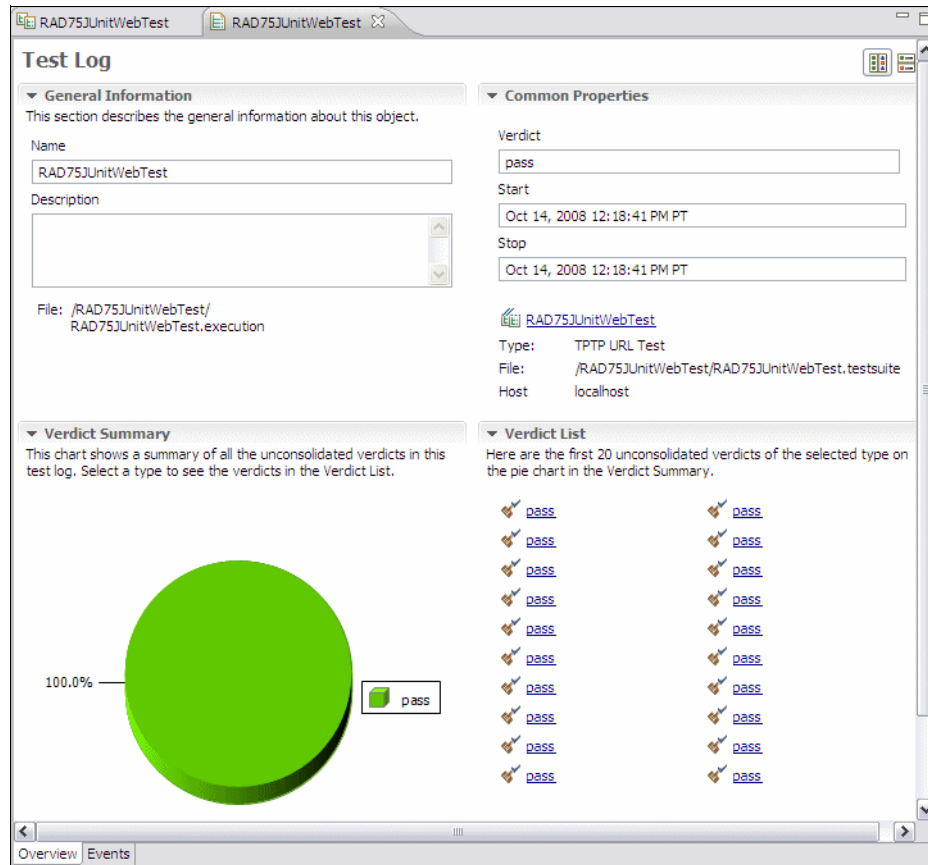 RAD75JUnitWebTest
RAD75JUnitWebTest
Test Log
General Information
This section describes the general information about this object.
Name
RAD75JUnitWebTest
Description
File: /RAD75JUnitWebTest/
RAD75JUnitWebTest.execution
Common Properties
Verdict
pass
Start
Oct 14, 2008 12:18:41 PM PT
Stop
Oct 14, 2008 12:18:41 PM PT
RAD75JUnitWebTest
Type: TPTP URL Test
File: /RAD75JUnitWebTest/RAD75JUnitWebTest.testsuite
Host localhost
Verdict Summary
This chart shows a summary of all the unconsolidated verdicts in this
test log. Select a type to see the verdicts in the Verdict List.
100.0%
pass
Verdict List
Here are the first 20 unconsolidated verdicts of the selected type on
the pie chart in the Verdict Summary.
pass pass
pass pass
pass pass
pass pass
pass pass
pass pass
pass pass
pass pass
pass pass
pass pass
Overview Events